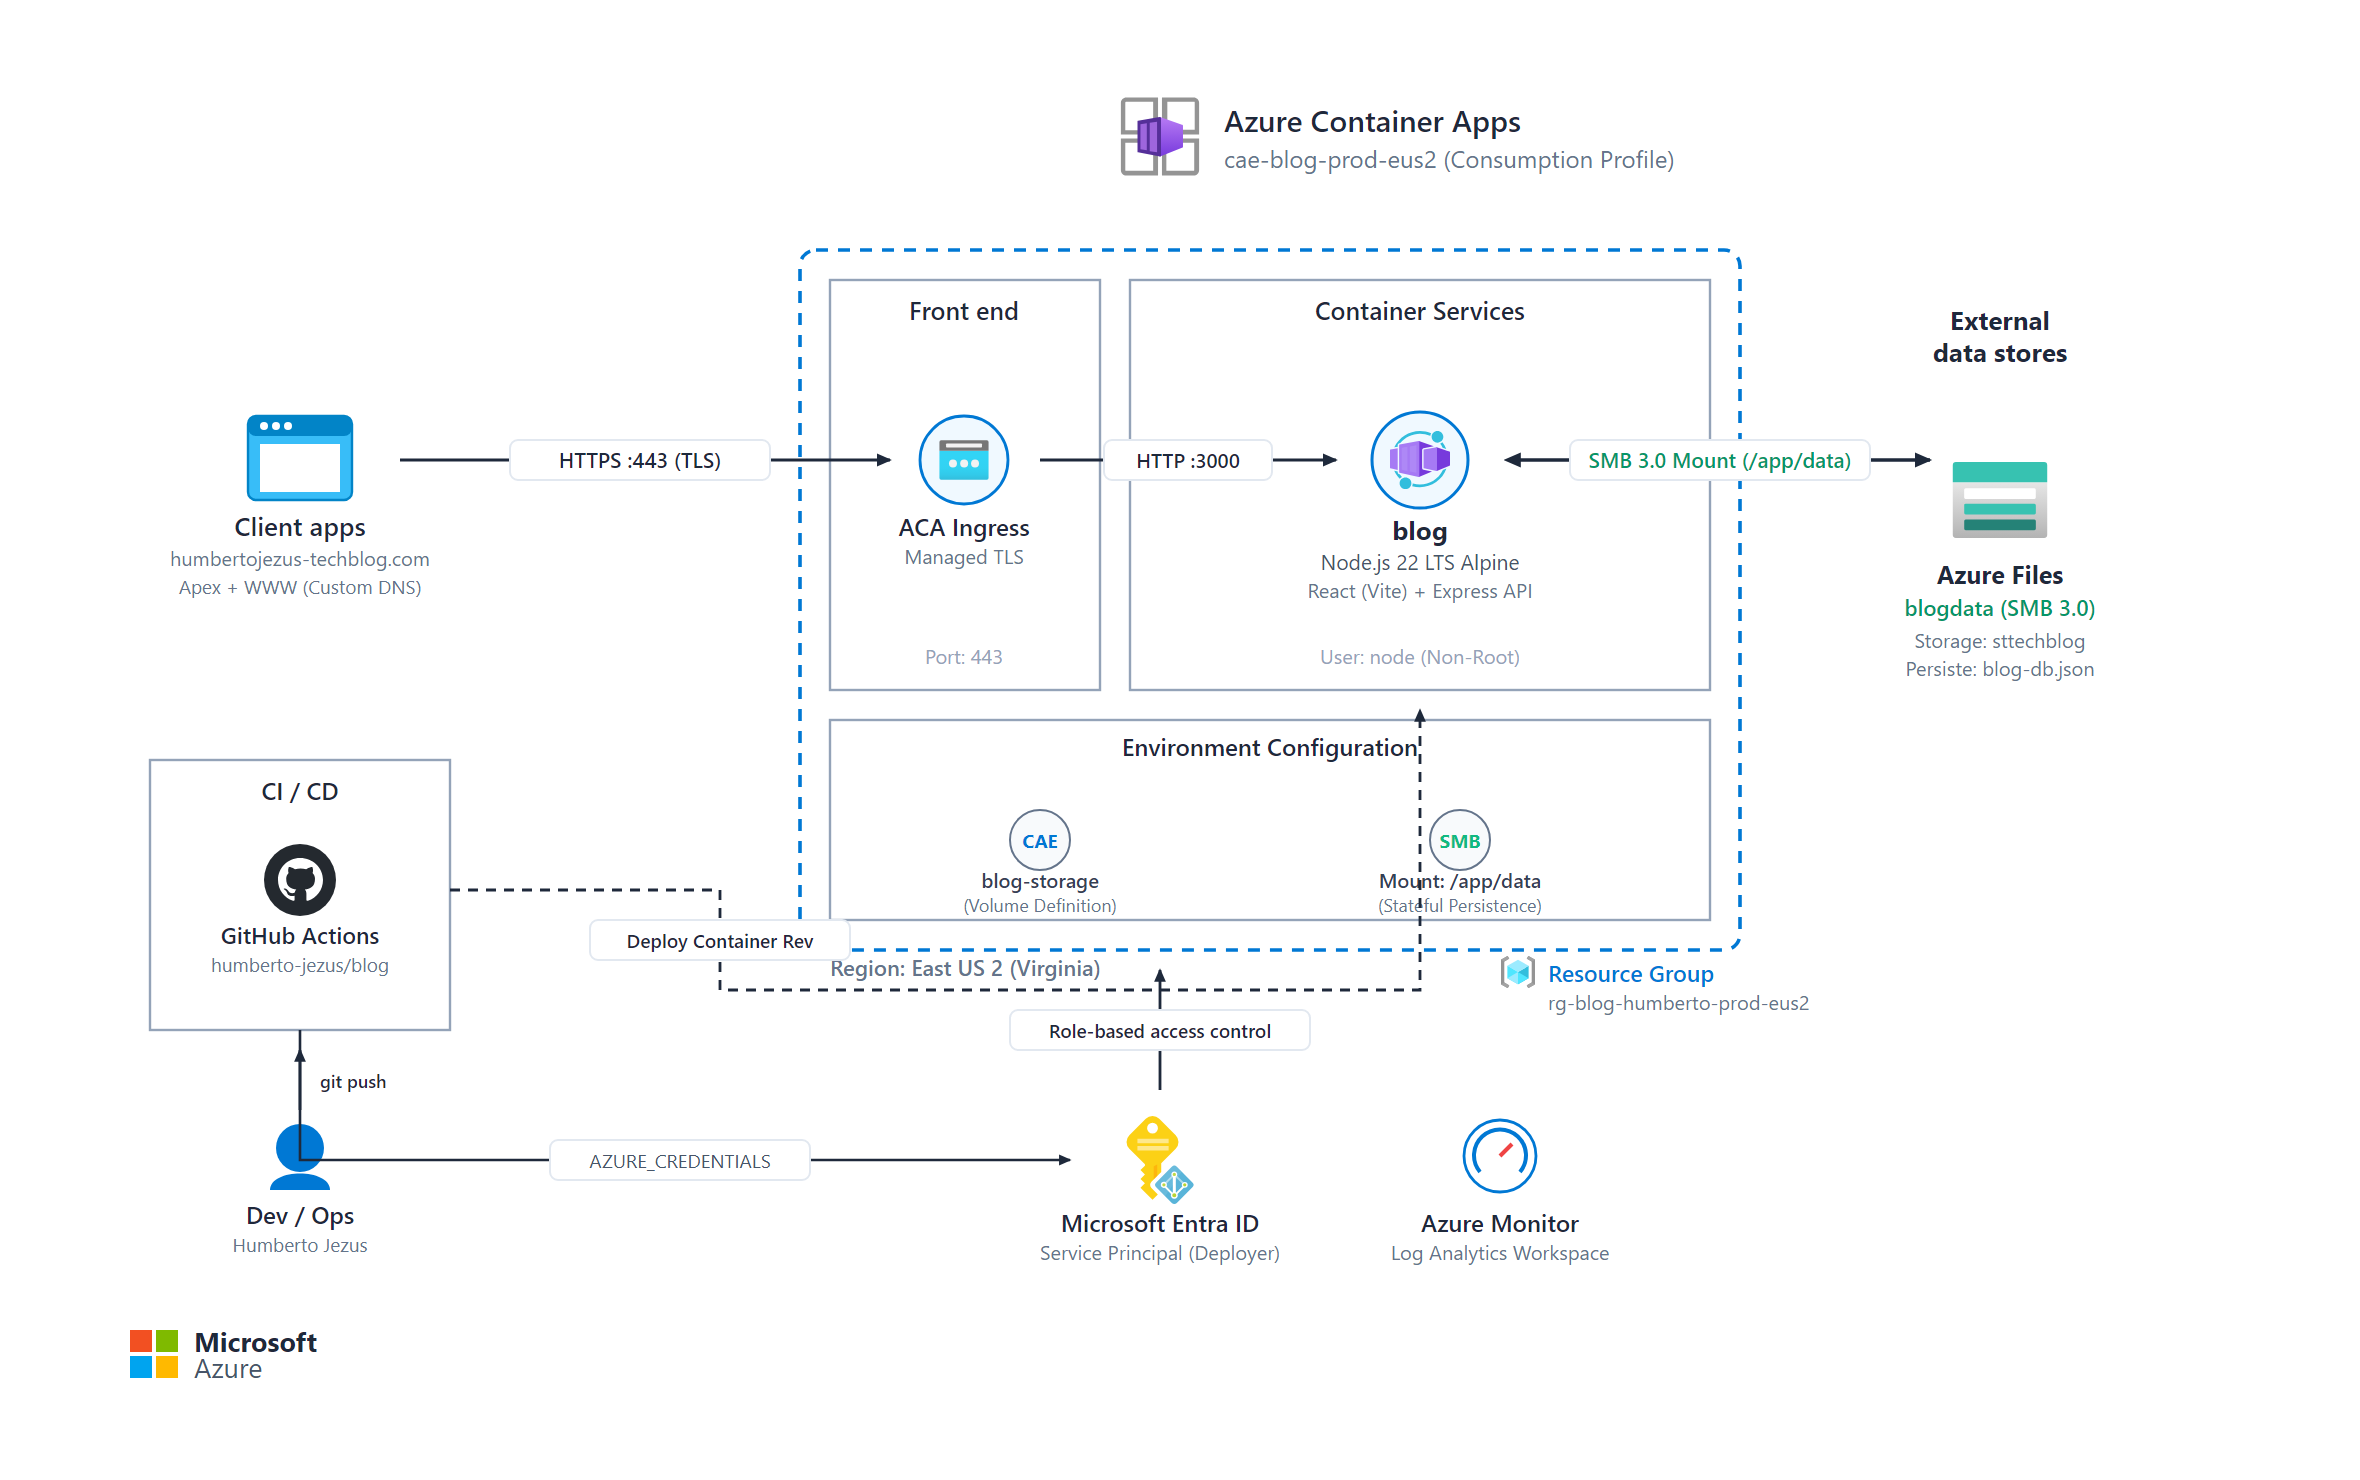 Azure Container Apps
cae-blog-prod-eus2 (Consumption Profile)
Front end
Container Services
External
data stores
HTTPS :443 (TLS)
HTTP :3000
SMB 3.0 Mount (/app/data)
Client apps
humbertojezus-techblog.com
Apex + WWW (Custom DNS)
ACA Ingress
Managed TLS
Port: 443
blog
Node.js 22 LTS Alpine
React (Vite) + Express API
User: node (Non-Root)
Azure Files
blogdata (SMB 3.0)
Storage: sttechblog
Persiste: blog-db.json
Environment Configuration
CAE
blog-storage
(Volume Definition)
SMB
Mount: /app/data
(Stateful Persistence)
CI / CD
GitHub Actions
humberto-jezus/blog
Deploy Container Rev
Region: East US 2 (Virginia)
Resource Group
rg-blog-humberto-prod-eus2
Role-based access control
git push
AZURE_CREDENTIALS
Dev / Ops
Humberto Jezus
Microsoft Entra ID
Service Principal (Deployer)
Azure Monitor
Log Analytics Workspace
Microsoft
Azure